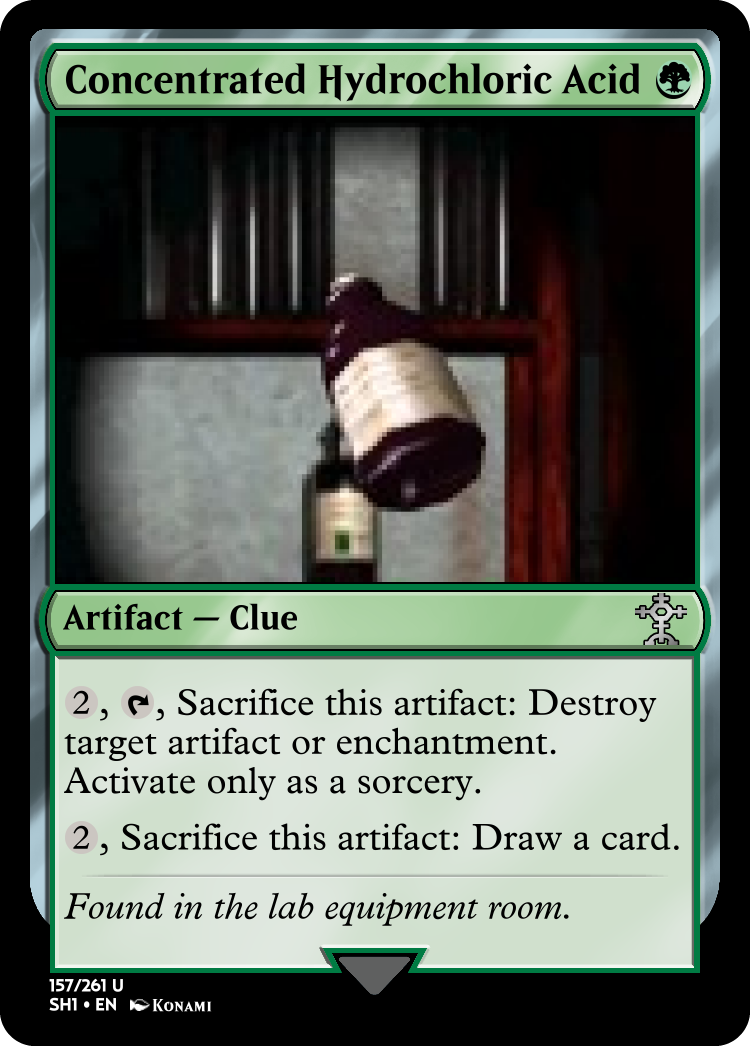 Concentrated Hydrochloric Acid
Artifact — Clue
2, , Sacrifice this artifact: Destroy
target artifact or enchantment.
Activate only as a sorcery.
2, Sacrifice this artifact: Draw a card.
Found in the lab equipment room.
157/261 U
SH1 • EN KONAMI